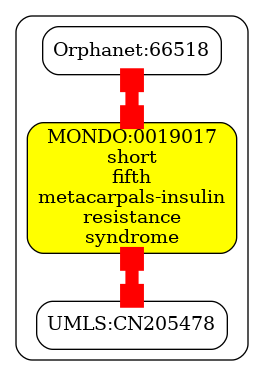 Orphanet:66518
MONDO:0019017
short
fifth
metacarpals-insulin
resistance
syndrome
UMLS:CN205478